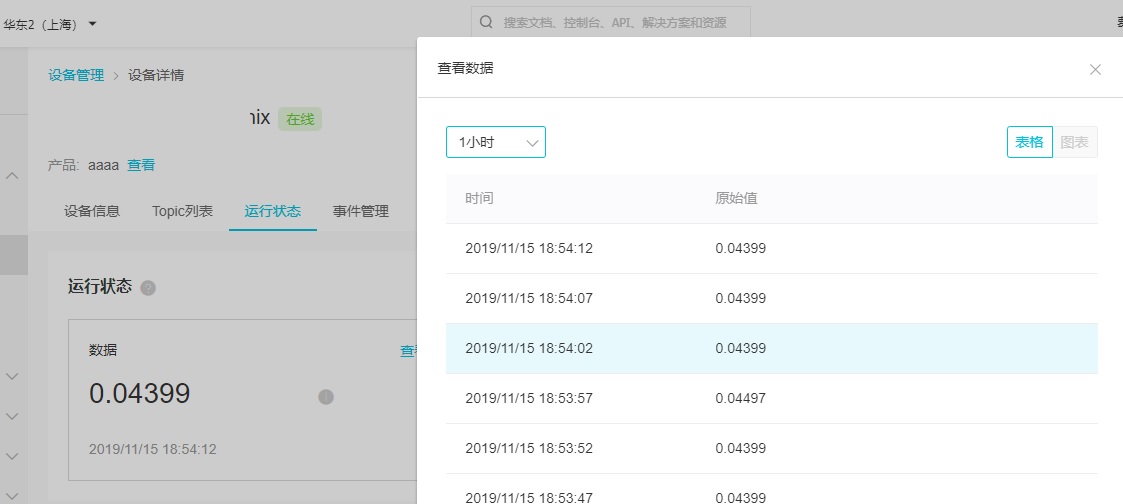 华东2（上海）
搜索文档、控制台、API、解决方案和资源
设备管理 > 设备详情
在线
产品: aaaa 查看
设备信息 Topic列表 运行状态 事件管理
运行状态
数据
0.04399
2019/11/15 18:54:12
查看数据
1小时
表格 图表
时间 原始值
2019/11/15 18:54:12 0.04399
2019/11/15 18:54:07 0.04399
2019/11/15 18:54:02 0.04399
2019/11/15 18:53:57 0.04497
2019/11/15 18:53:52 0.04399
2019/11/15 18:53:47 0.04399